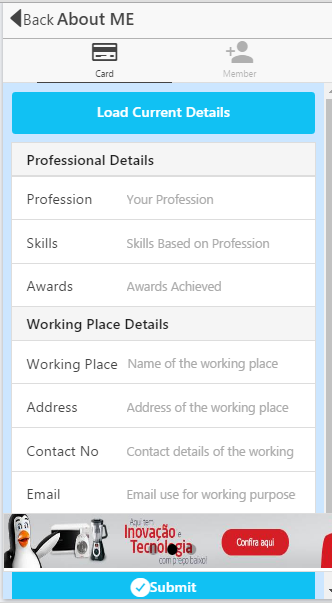 Back About ME
Card
Member
Load Current Details
Professional Details
Profession Your Profession
Skills Skills Based on Profession
Awards Awards Achieved
Working Place Details
Working Place Name of the working place
Address Address of the working place
Contact No Contact details of the working
Email Email use for working purpose
Aqui tem
Inovação e
Tecnologia
com preço baixo!
Confira aqui
Submit